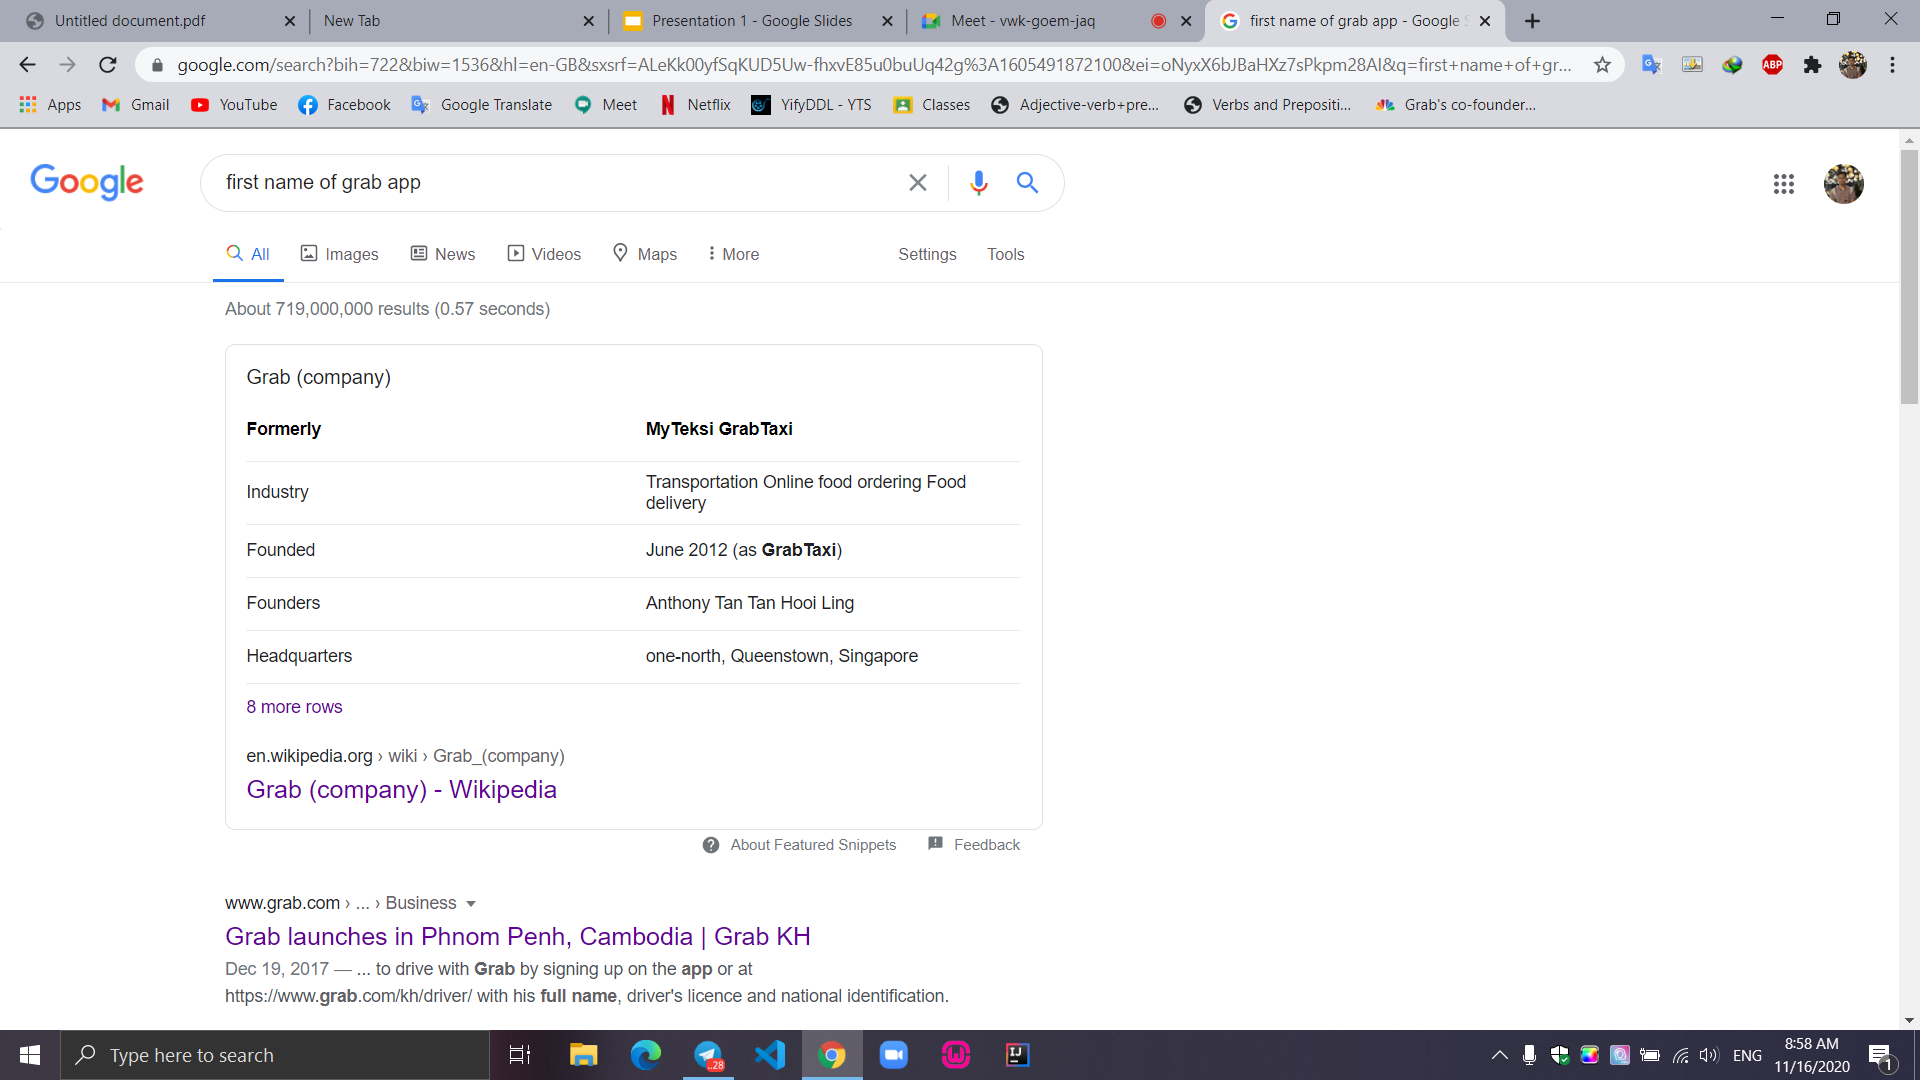 Untitled document.pdf
New Tab
Presentation 1 - Google Slides
Meet - vwk-goem-jaq
first name of grab app - Google S
google.com/search?bih=722&biw=1536&hl=en-GB&sxsrf=ALeKk00yfSqKUD5Uw-fhxvE85u0buUq42g%3A1605491872100&ei=oNyxX6bJBaHXz7sPkpm28AI&q=first+name+of+gr...
Apps
Gmail
YouTube
Facebook
Google Translate
Meet
Netflix
YifyDDL - YTS
Classes
Adjective-verb+pre...
Verbs and Prepositi...
Grab's co-founder...
ABP
Google
first name of grab app
All
Images
News
Videos
Maps
More
Settings
Tools
About 719,000,000 results (0.57 seconds)
Grab (company)
Formerly MyTeksi GrabTaxi
Industry Transportation Online food ordering Food
delivery
Founded June 2012 (as GrabTaxi)
Founders Anthony Tan Tan Hooi Ling
Headquarters one-north, Queenstown, Singapore
8 more rows
en.wikipedia.org › wiki › Grab_(company)
Grab (company) - Wikipedia
About Featured Snippets
Feedback
www.grab.com › ... › Business
Grab launches in Phnom Penh, Cambodia | Grab KH
Dec 19, 2017 — ... to drive with Grab by signing up on the app or at
https://www.grab.com/kh/driver/ with his full name, driver's licence and national identification.
Type here to search
..28
IJ
ENG
8:58 AM
11/16/2020
1